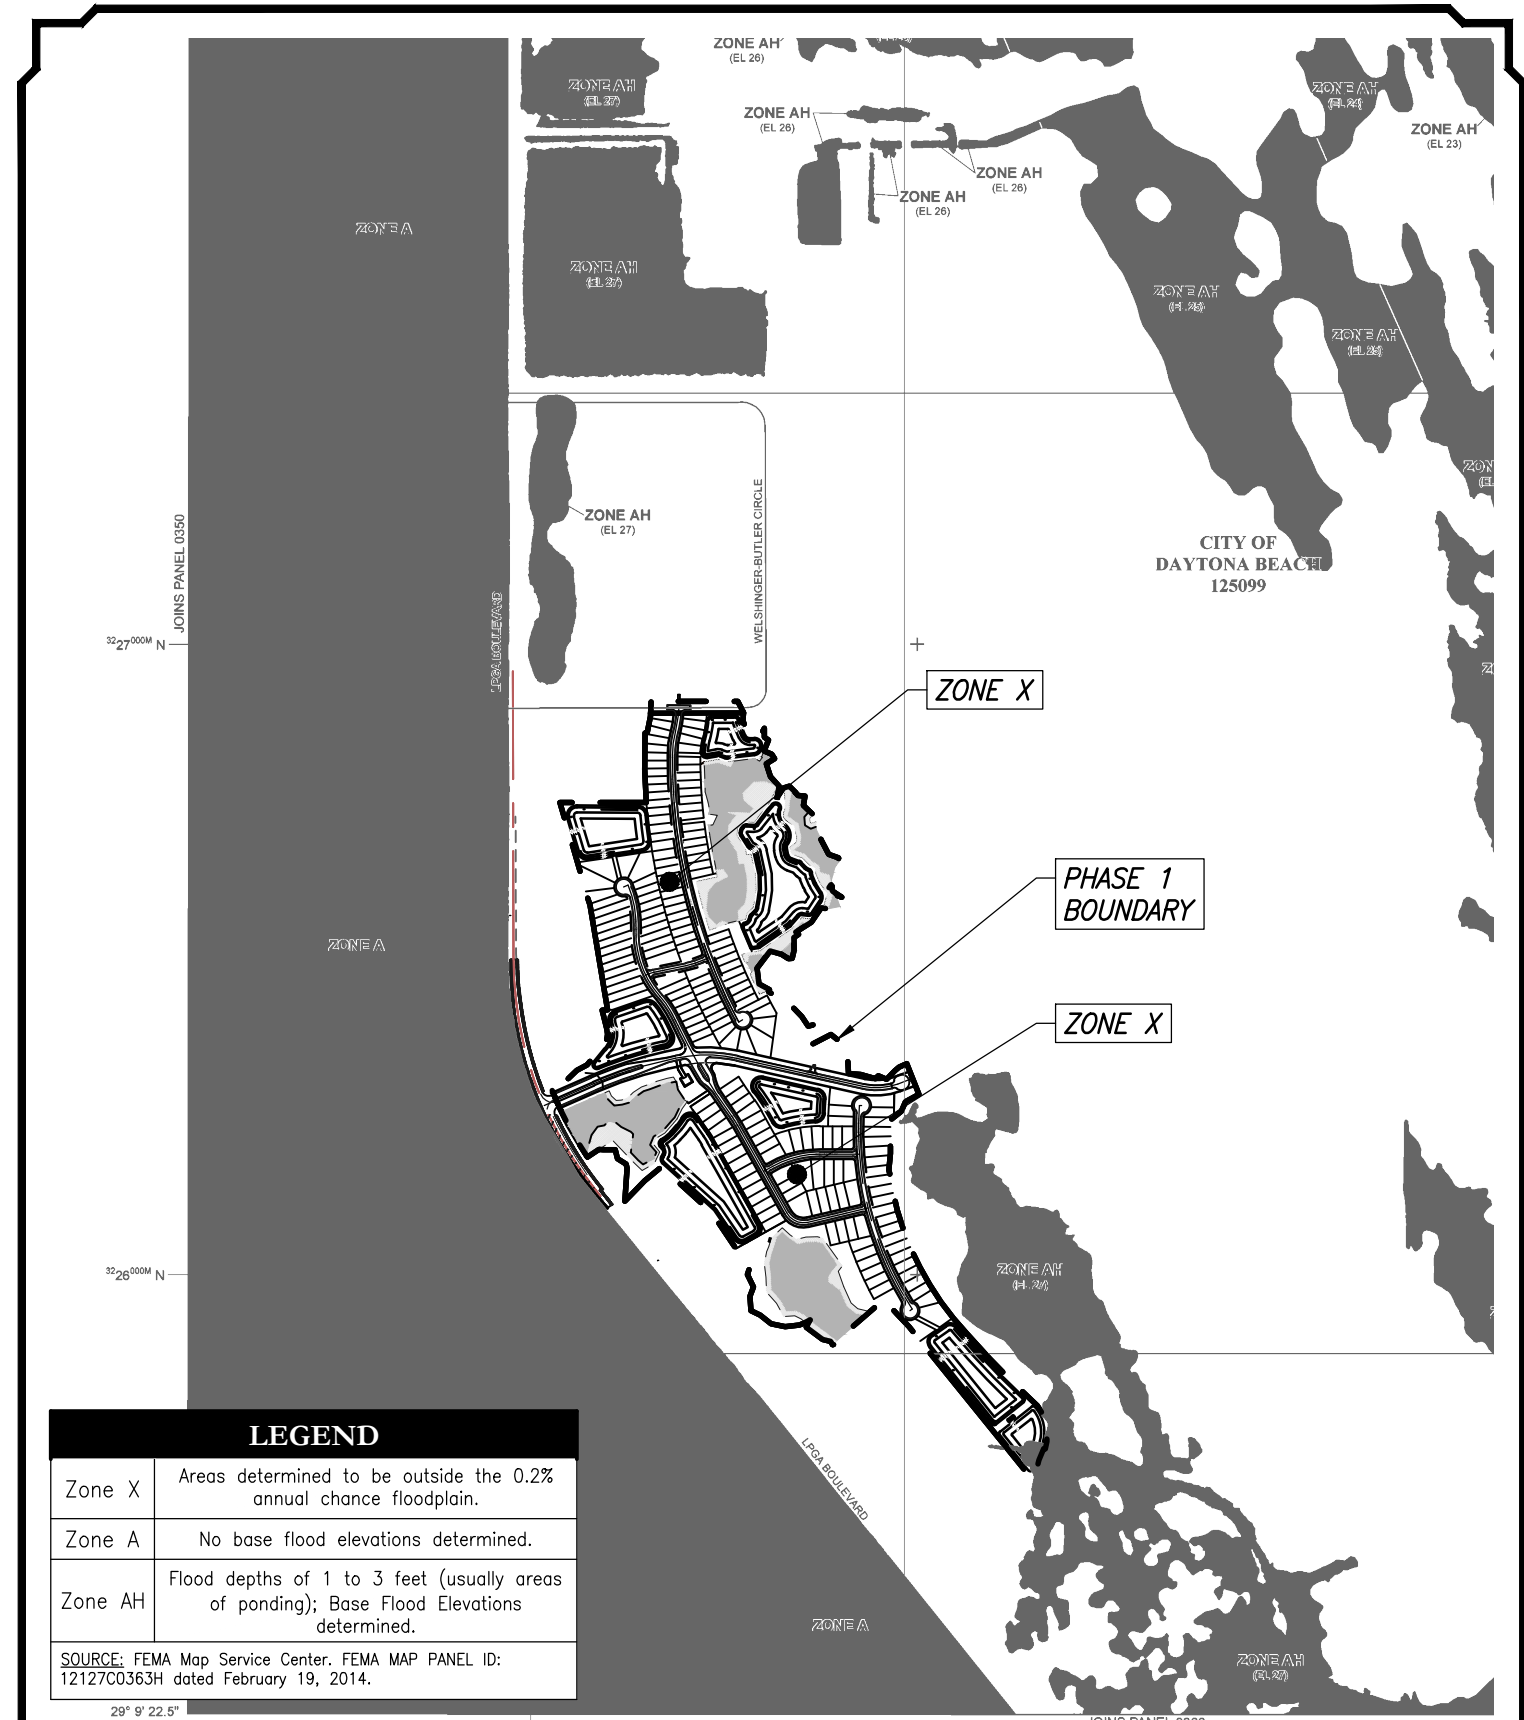 ZONE AH
(EL 26)
ZONE AH
(EL 27)
ZONE AH
(EL 24)
ZONE AH
(EL 26)
ZONE AH
(EL 23)
ZONE AH
(EL 26)
ZONE AH
(EL 26)
ZONE A
ZONE AH
(EL 27)
ZONE AH
ZONE AH
(EL 25)
ZONE AH
(EL 27)
WELSHINGER-BUTLER CIRCLE
JOINS PANEL 0350
CITY OF
DAYTONA BEACH
125099
LPGA BOULEVARD
3227000M N
ZONE X
PHASE 1
BOUNDARY
ZONE A
ZONE X
3226000M N
ZONE AH
LPGA BOULEVARD
ZONE A
ZONE AH
(EL 27)
LEGEND
Zone X
Areas determined to be outside the 0.2%
annual chance floodplain.
Zone A
No base flood elevations determined.
Zone AH
Flood depths of 1 to 3 feet (usually areas
of ponding); Base Flood Elevations
determined.
SOURCE: FEMA Map Service Center. FEMA MAP PANEL ID:
12127C0363H dated February 19, 2014.
29° 9' 22.5"